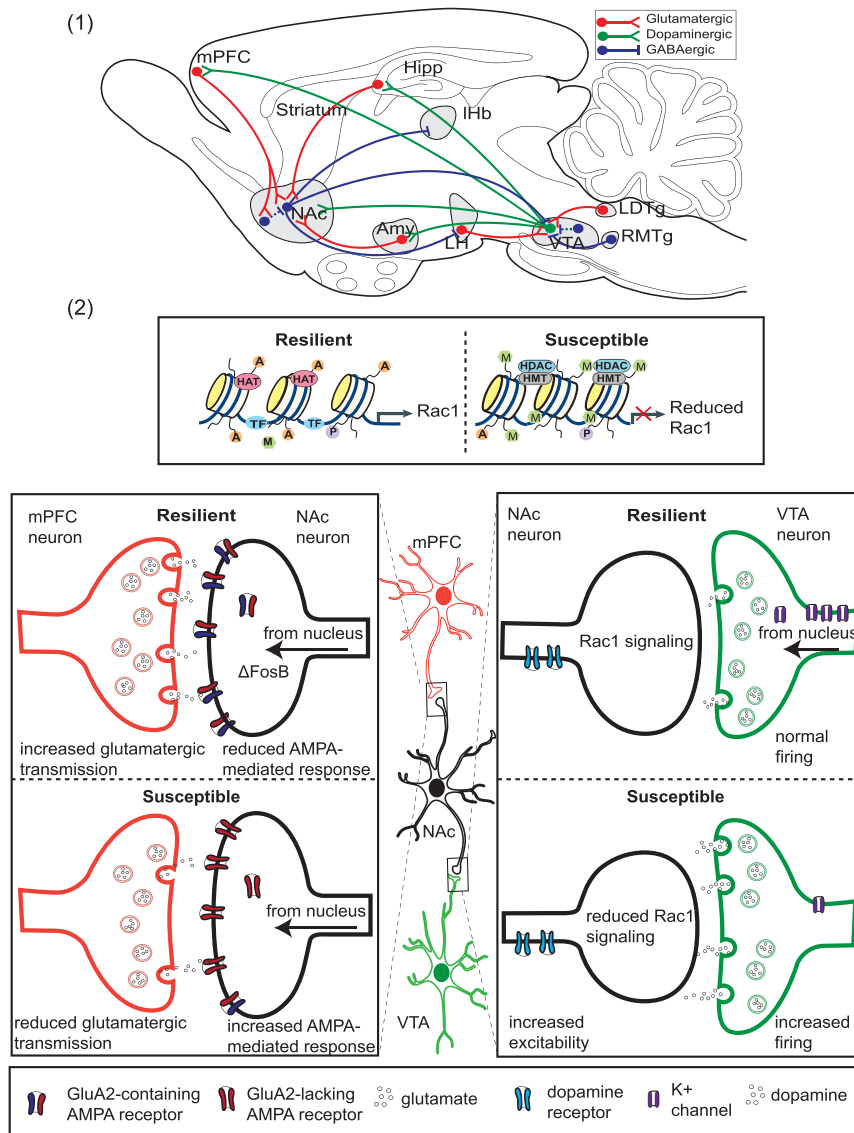 (1)
Glutamatergic
Dopaminergic
GABAergic
mPFC
Hipp
Striatum
lHb
NAc
Amy
LH
VTA
LDTg
RMTg
(2)
Resilient
Susceptible
A
A
A
HAT
HAT
TF
TF
A
M
A
P
Rac1
M
M
M
HDAC
HDAC
HMT
HMT
A
M
M
M
P
Reduced
Rac1
mPFC
neuron
Resilient
NAc
neuron
from nucleus
ΔFosB
increased glutamatergic
transmission
reduced AMPA-
mediated response
Susceptible
from nucleus
reduced glutamatergic
transmission
increased AMPA-
mediated response
mPFC
NAc
VTA
NAc
neuron
Resilient
VTA
neuron
Rac1 signaling
from nucleus
normal
firing
Susceptible
reduced Rac1
signaling
increased
excitability
increased
firing
GluA2-containing
AMPA receptor
GluA2-lacking
AMPA receptor
glutamate
dopamine
receptor
K+
channel
dopamine